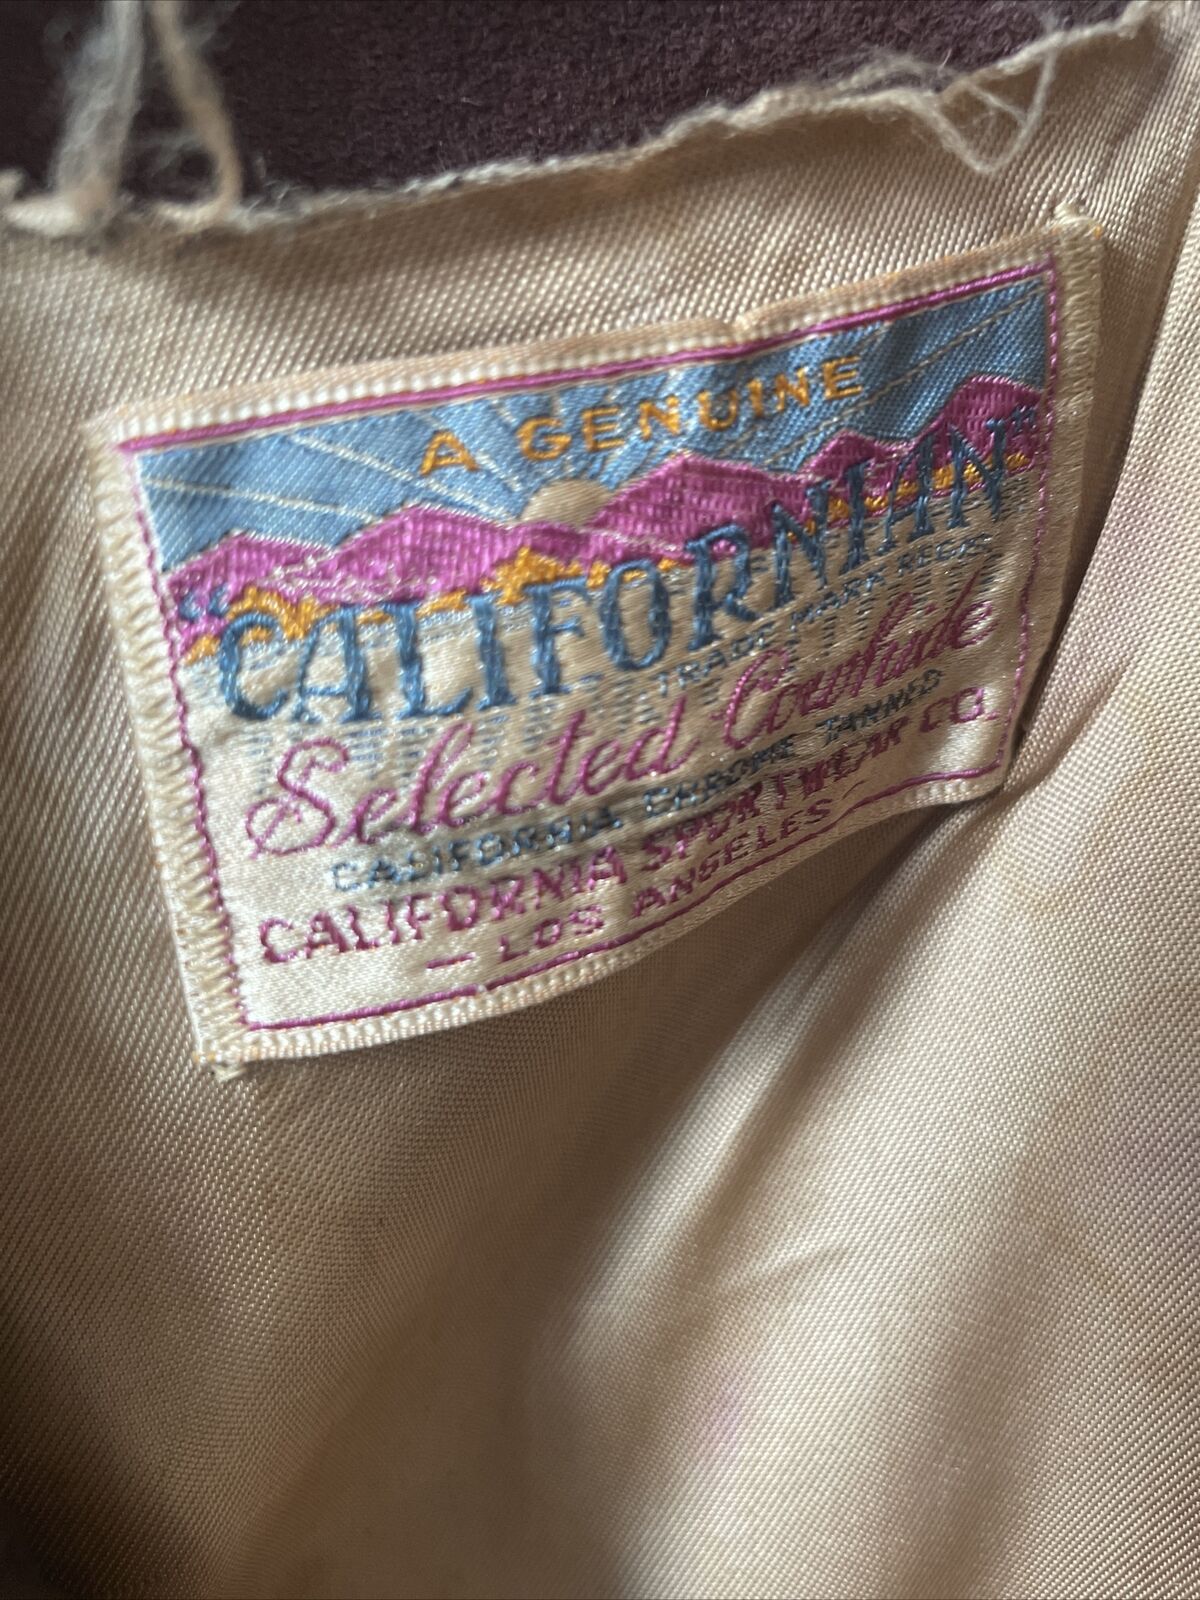 A GENUINE
"CALIFORNIAN"
TRADE MARK REG'S
Selected Cowhide
CALIFORNIA CHROME TANNED
CALIFORNIA SPORTWEAR CO.
— LOS ANGELES —